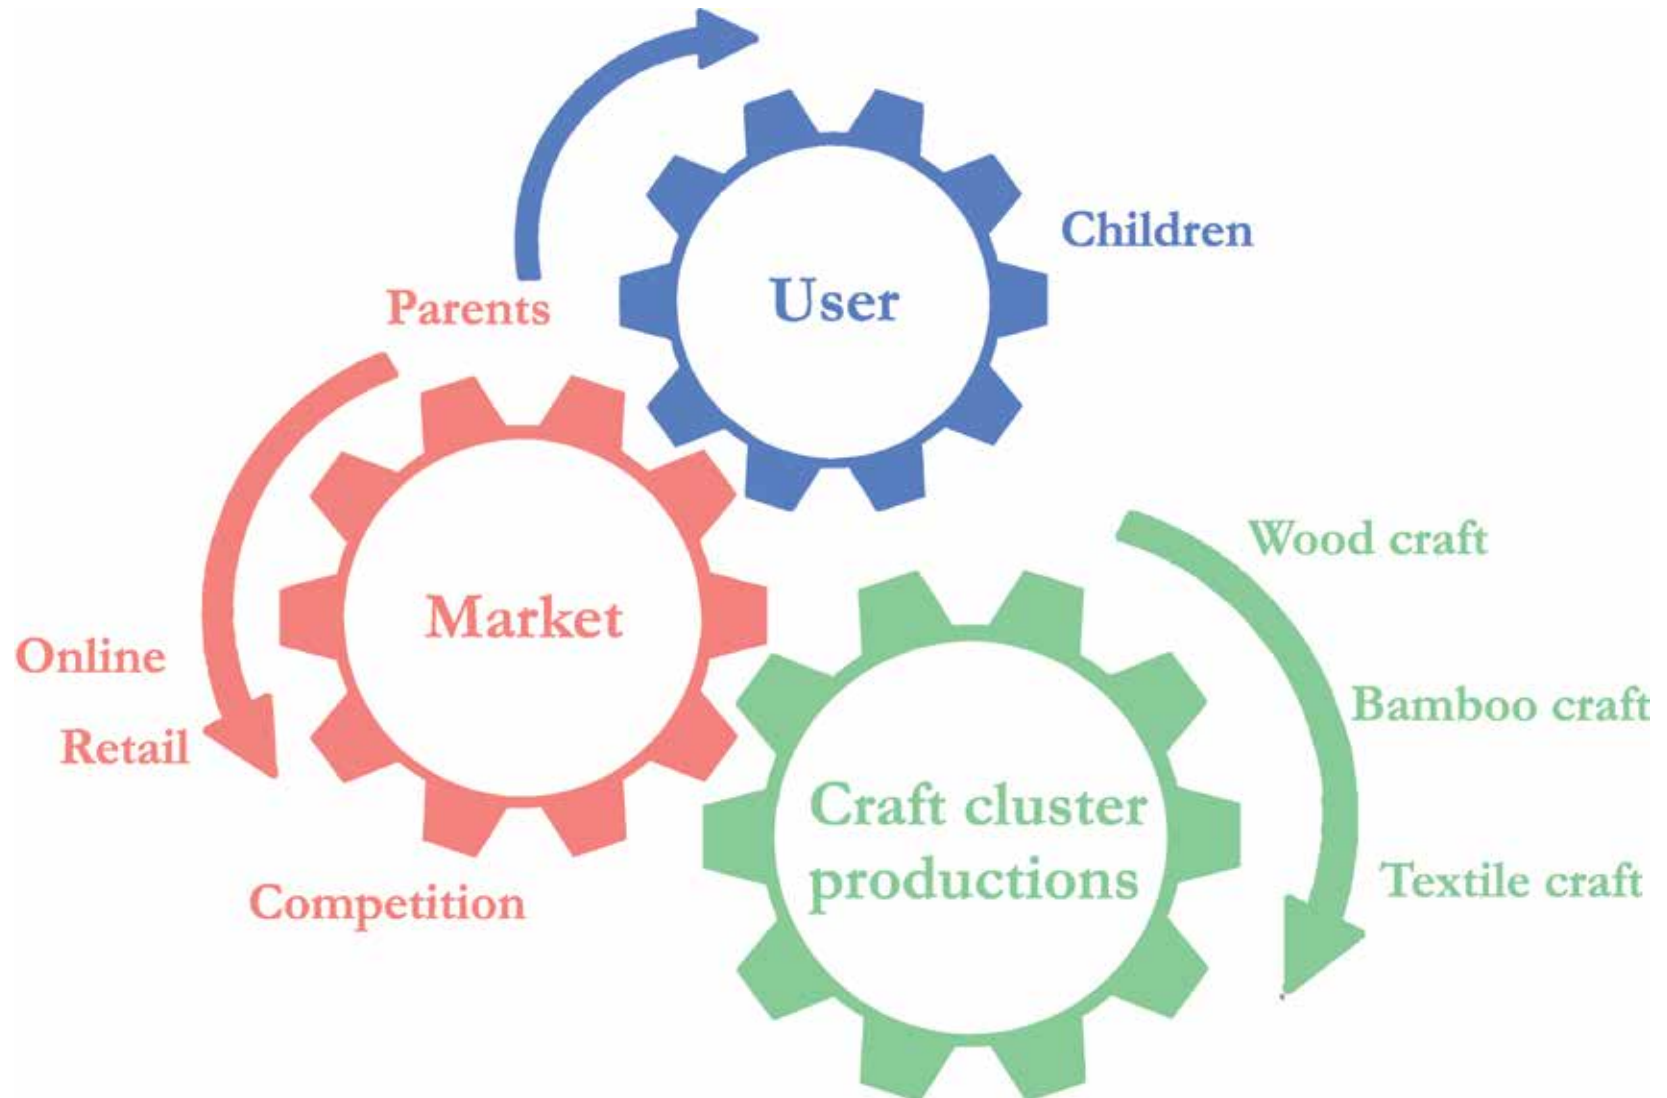 Children
User
Parents
Wood craft
Market
Online
Bamboo craft
Retail
Craft cluster
productions
Textile craft
Competition